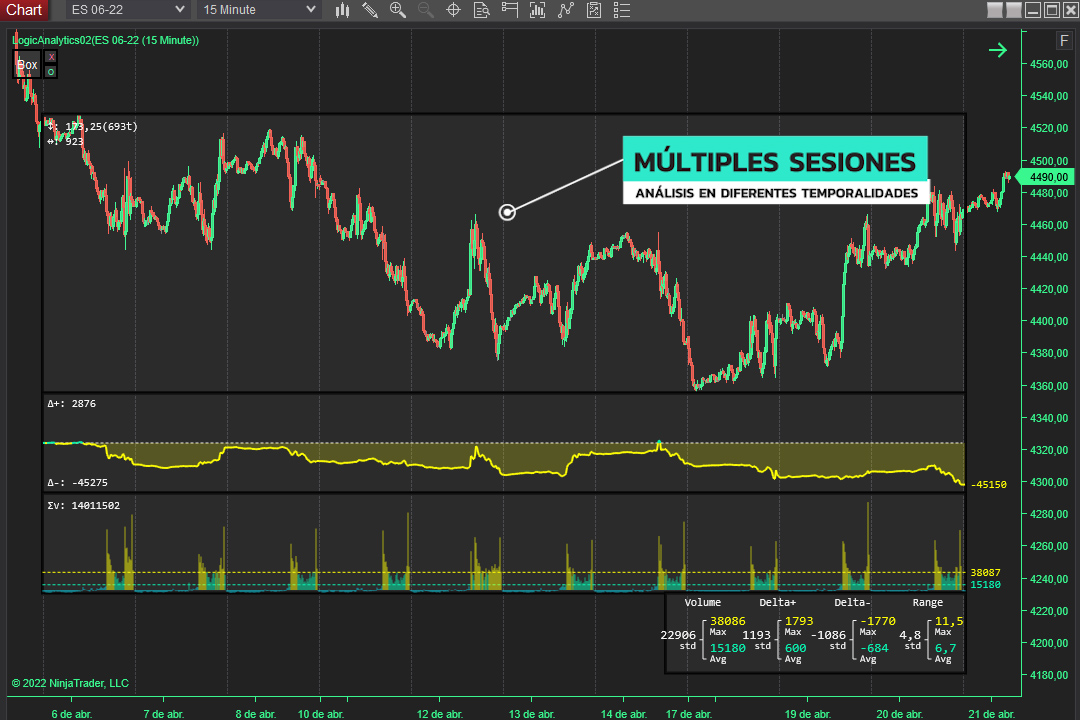 Chart ES 06-22 15 Minute
LogicAnalytics02(ES 06-22 (15 Minute))
F
Box
X
O
↕: 173,25(693t)
↔: 923
MÚLTIPLES SESIONES
ANÁLISIS EN DIFERENTES TEMPORALIDADES
4560,00
4540,00
4520,00
4500,00
4490,00
4480,00
4460,00
4440,00
4420,00
4400,00
4380,00
4360,00
4340,00
4320,00
4300,00
4280,00
4260,00
4240,00
4220,00
4200,00
4180,00
Δ+: 2876
Δ-: -45275
-45150
Σv: 14011502
38087
15180
Volume Delta+ Delta- Range
38086 1793 -1770 11,5
Max Max Max Max
22906 1193 -1086 4,8
std std std std
15180 600 -684 6,7
Avg Avg Avg Avg
© 2022 NinjaTrader, LLC
6 de abr. 7 de abr. 8 de abr. 10 de abr. 12 de abr. 13 de abr. 14 de abr. 17 de abr. 19 de abr. 20 de abr. 21 de abr.